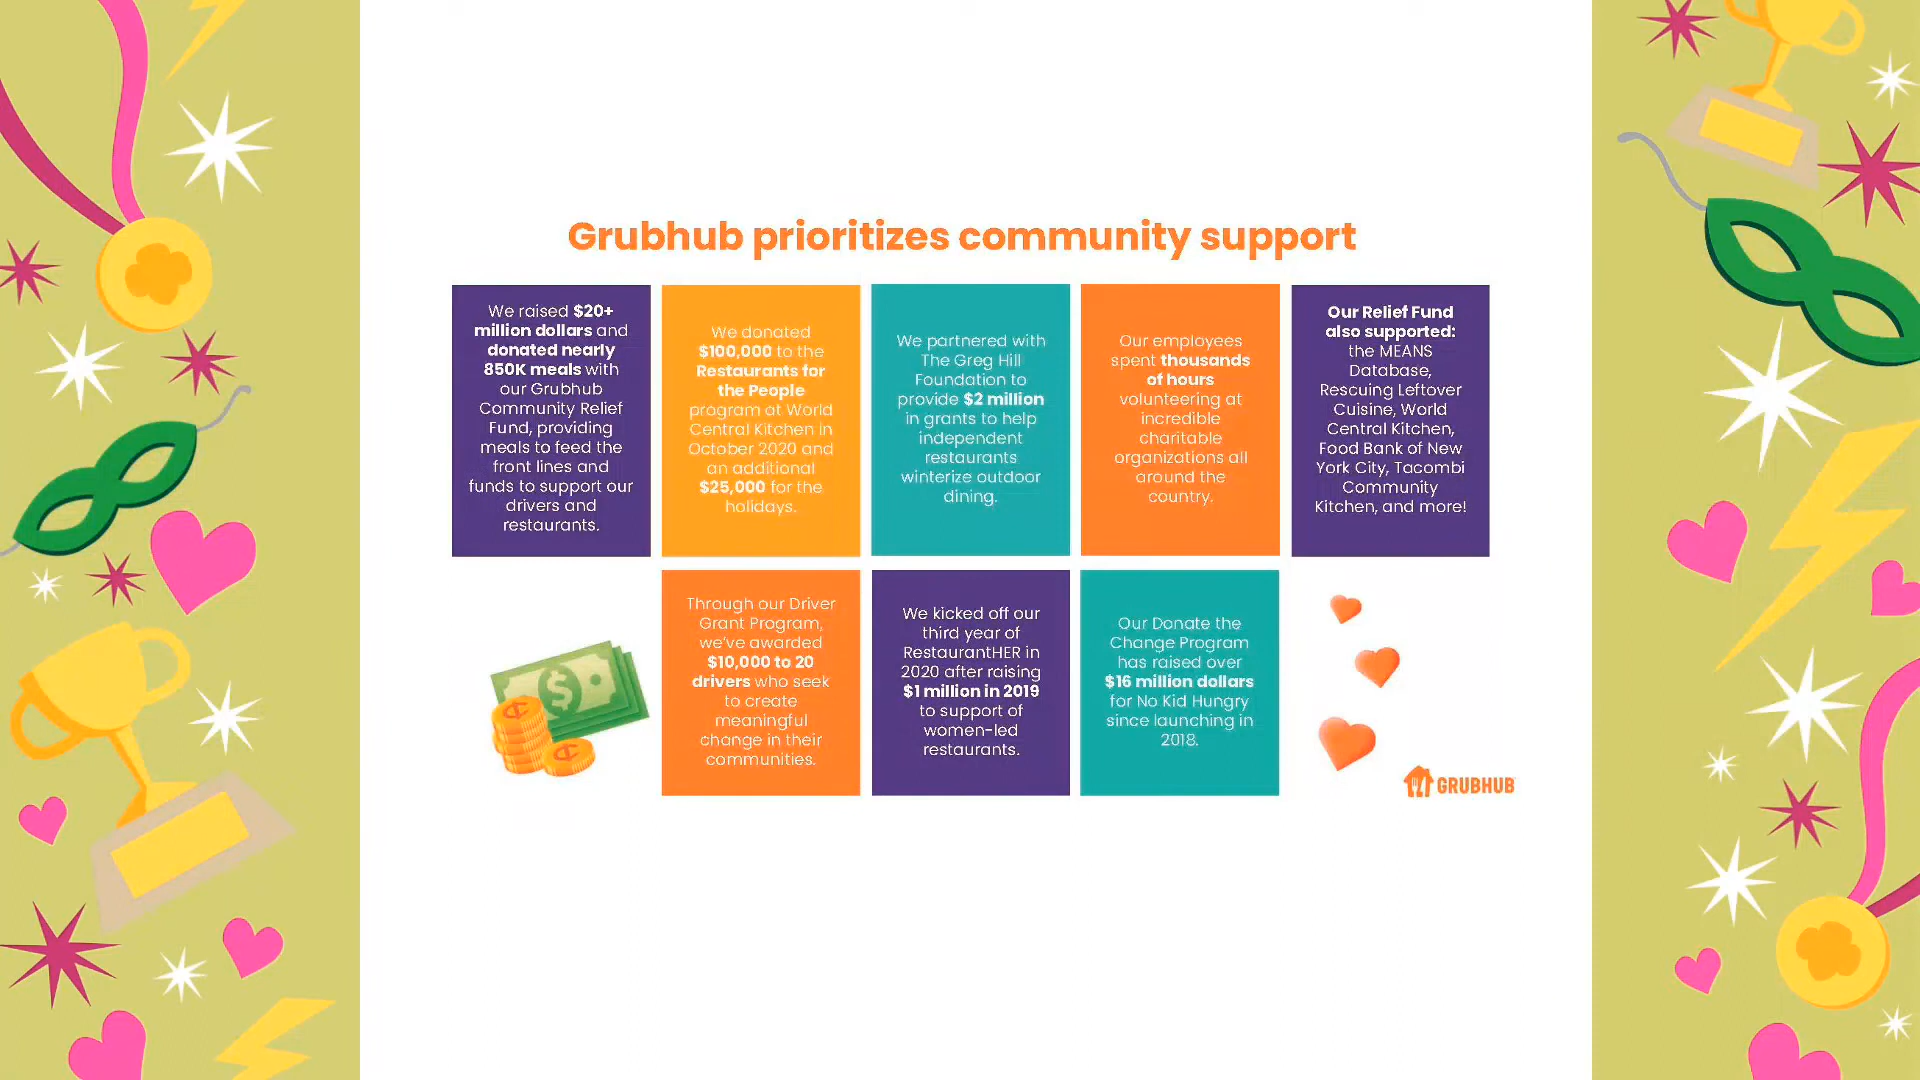 Grubhub prioritizes community support
We raised $20+
million dollars and
donated nearly
850K meals with
our Grubhub
Community Relief
Fund, providing
meals to feed the
front lines and
funds to support our
drivers and
restaurants.
We donated
$100,000 to the
Restaurants for
the People
program at World
Central Kitchen in
October 2020 and
an additional
$25,000 for the
holidays.
We partnered with
The Greg Hill
Foundation to
provide $2 million
in grants to help
independent
restaurants
winterize outdoor
dining.
Our employees
spent thousands
of hours
volunteering at
incredible
charitable
organizations all
around the
country.
Our Relief Fund
also supported:
the MEANS
Database,
Rescuing Leftover
Cuisine, World
Central Kitchen,
Food Bank of New
York City, Tacombi
Community
Kitchen, and more!
Through our Driver
Grant Program,
we've awarded
$10,000 to 20
drivers who seek
to create
meaningful
change in their
communities.
We kicked off our
third year of
RestaurantHER in
2020 after raising
$1 million in 2019
to support of
women-led
restaurants.
Our Donate the
Change Program
has raised over
$16 million dollars
for No Kid Hungry
since launching in
2018.
GRUBHUB